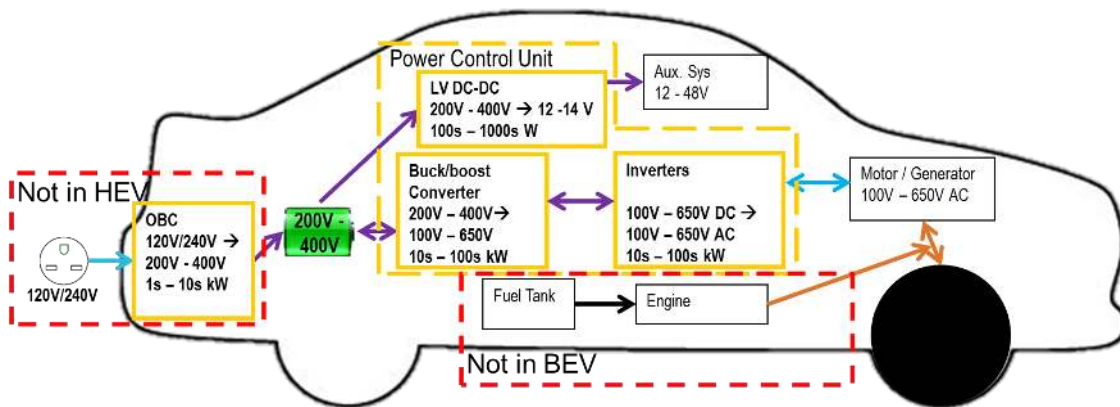 Power Control Unit
LV DC-DC
200V - 400V → 12 -14 V
100s – 1000s W
Aux. Sys
12 - 48V
Not in HEV
OBC
120V/240V →
200V - 400V
1s – 10s kW
120V/240V
200V -
400V
Buck/boost
Converter
200V – 400V→
100V – 650V
10s – 100s kW
Inverters
100V – 650V DC →
100V – 650V AC
10s – 100s kW
Motor / Generator
100V – 650V AC
Fuel Tank
Engine
Not in BEV